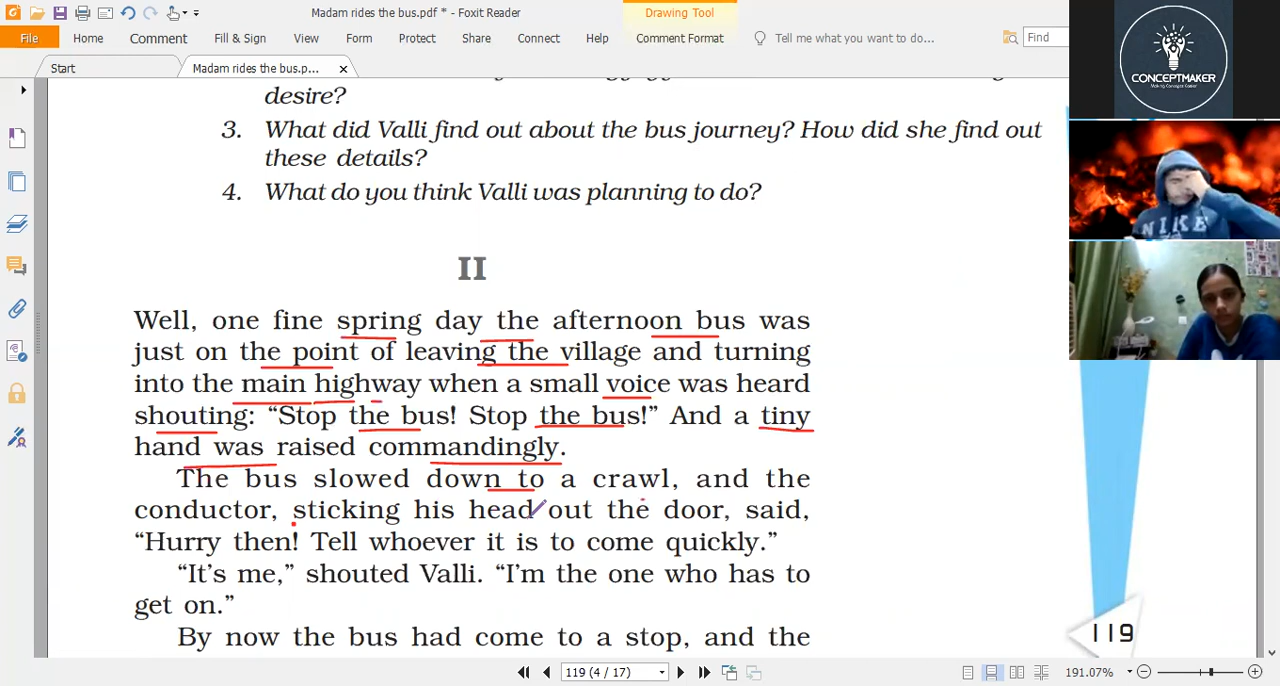 Madam rides the bus.pdf * - Foxit Reader
Drawing Tool
File Home Comment Fill & Sign View Form Protect Share Connect Help Comment Format Tell me what you want to do... Find
Start Madam rides the bus.p...
desire?
3. What did Valli find out about the bus journey? How did she find out
these details?
4. What do you think Valli was planning to do?
II
Well, one fine spring day the afternoon bus was
just on the point of leaving the village and turning
into the main highway when a small voice was heard
shouting: “Stop the bus! Stop the bus!” And a tiny
hand was raised commandingly.
The bus slowed down to a crawl, and the
conductor, sticking his head out the door, said,
“Hurry then! Tell whoever it is to come quickly.”
“It’s me,” shouted Valli. “I’m the one who has to
get on.”
By now the bus had come to a stop, and the
119
119 (4 / 17)
191.07%
CONCEPTMAKER
Making Concepts Easier
NIKE